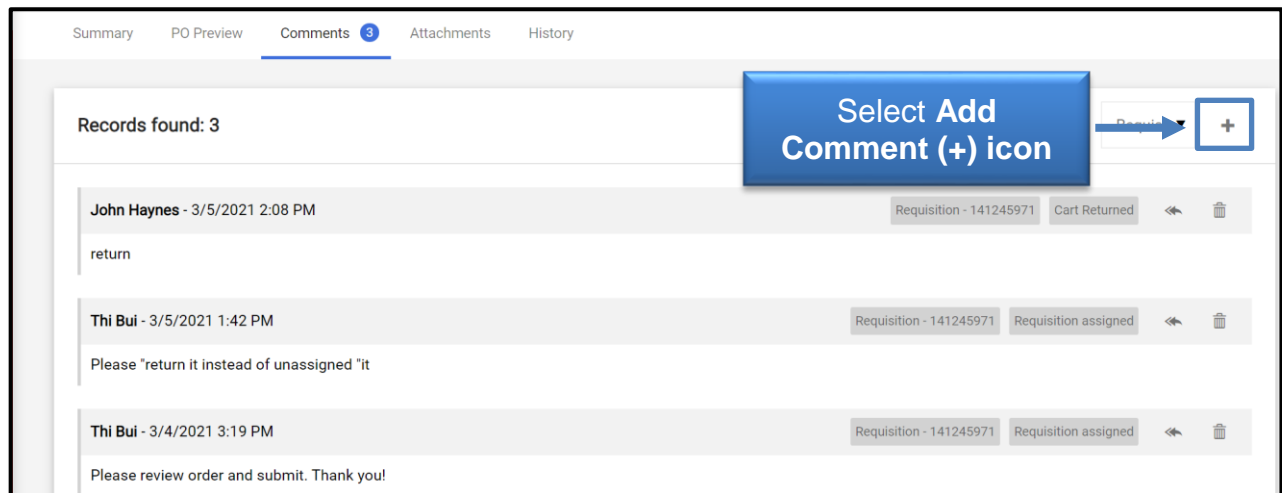 Summary PO Preview Comments 3 Attachments History
Select Add
Comment (+) icon
Records found: 3
+
John Haynes - 3/5/2021 2:08 PM Requisition - 141245971 Cart Returned
return
Thi Bui - 3/5/2021 1:42 PM Requisition - 141245971 Requisition assigned
Please "return it instead of unassigned "it
Thi Bui - 3/4/2021 3:19 PM Requisition - 141245971 Requisition assigned
Please review order and submit. Thank you!